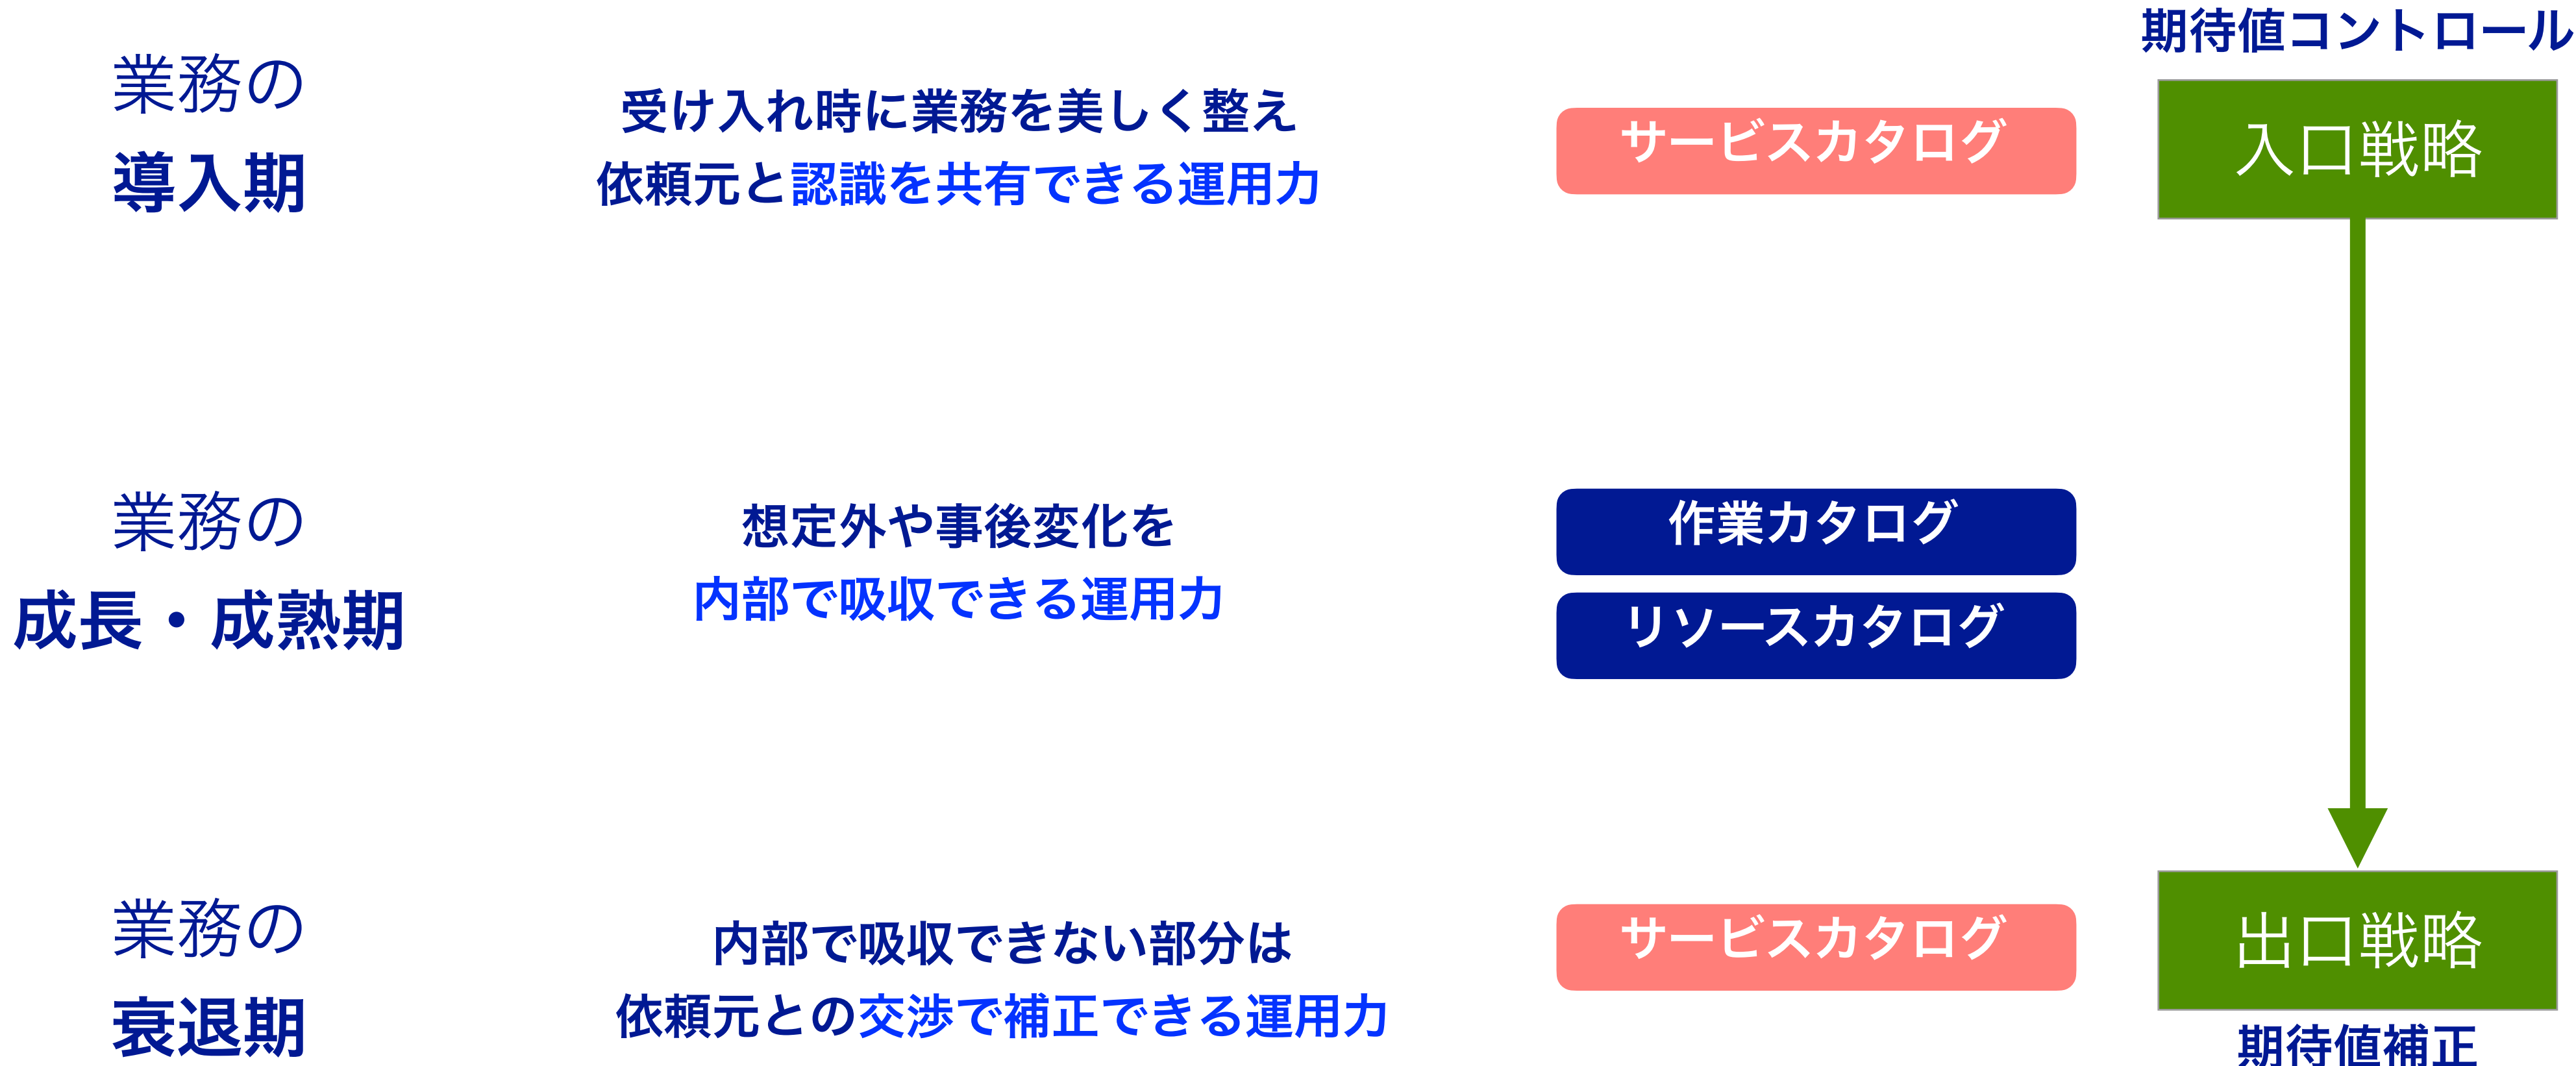 期待値コントロール
業務の
導入期
受け入れ時に業務を美しく整え
依頼元と認識を共有できる運用力
サービスカタログ
入口戦略
業務の
成長・成熟期
想定外や事後変化を
内部で吸収できる運用力
作業カタログ
リソースカタログ
業務の
衰退期
内部で吸収できない部分は
依頼元との交渉で補正できる運用力
サービスカタログ
出口戦略
期待値補正